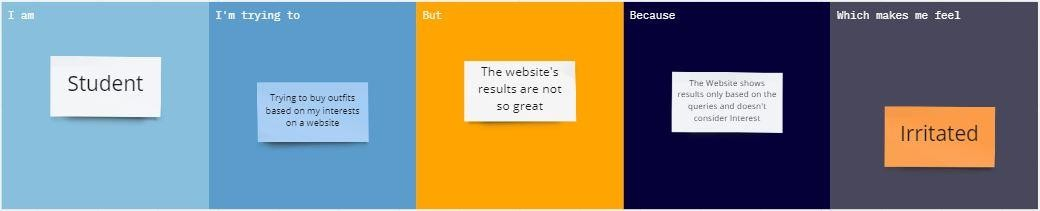 I am
I'm trying to
But
Because
Which makes me feel
Student
Trying to buy outfits
based on my interests
on a website
The website's
results are not
so great
The Website shows
results only based on the
queries and doesn't
consider Interest
Irritated